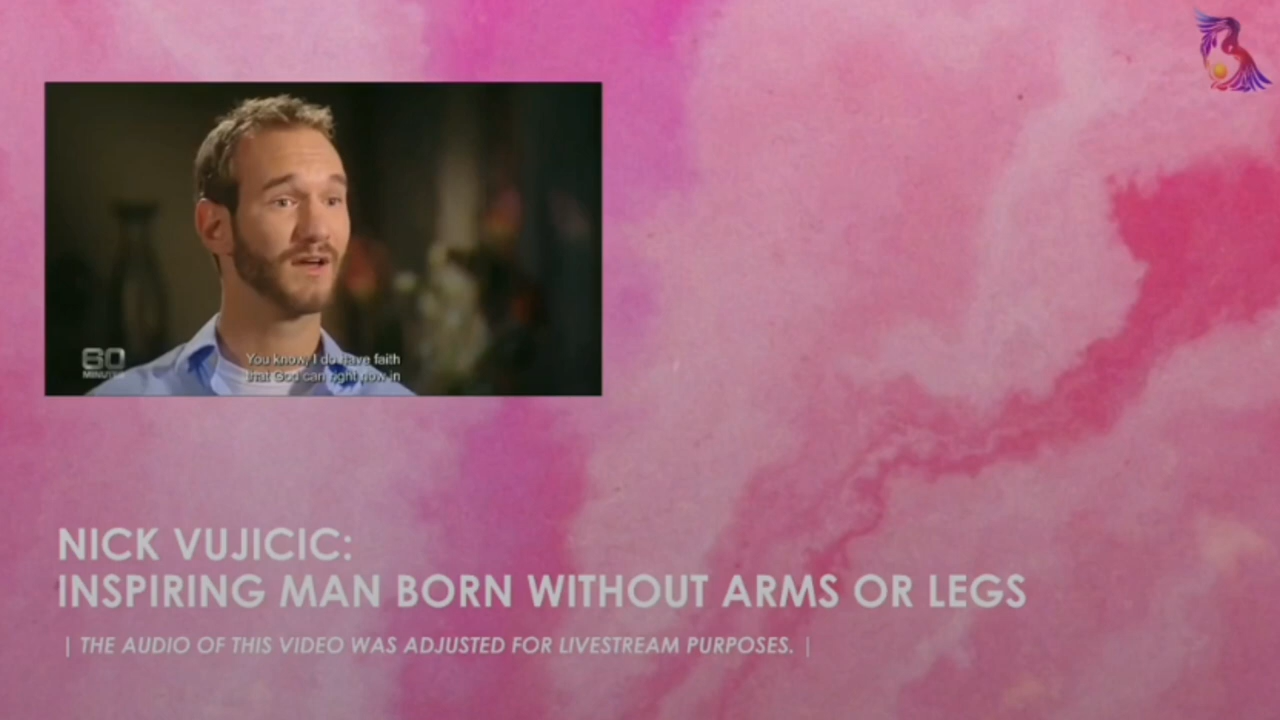 60
MINUTES
You know, I do have faith
that God can right now in
NICK VUJICIC:
INSPIRING MAN BORN WITHOUT ARMS OR LEGS
| THE AUDIO OF THIS VIDEO WAS ADJUSTED FOR LIVESTREAM PURPOSES. |